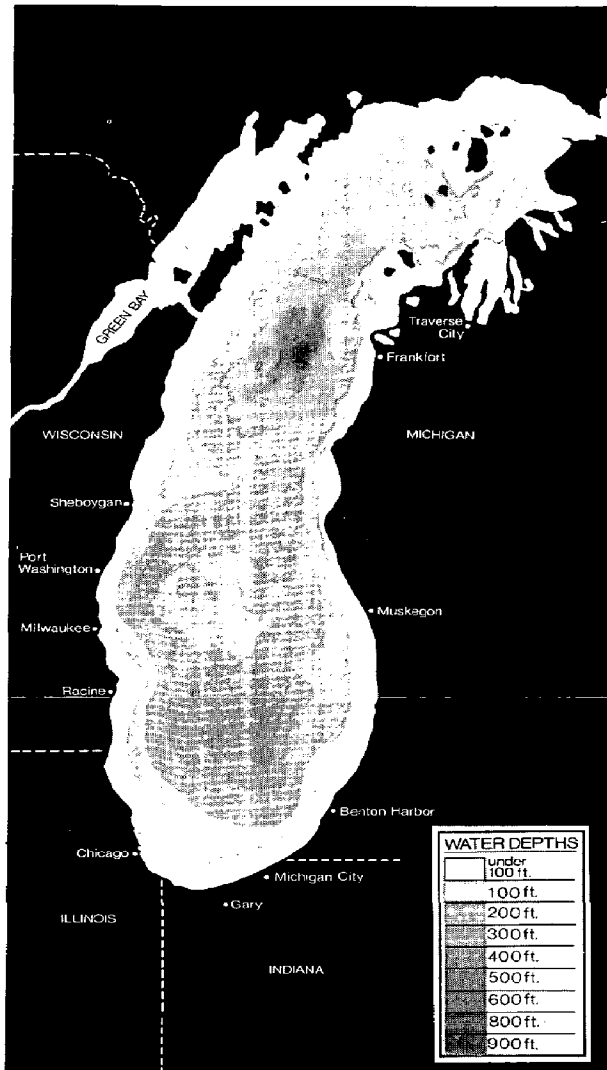 GREEN BAY
Traverse
City
Frankfort
WISCONSIN
MICHIGAN
Sheboygan
Port
Washington
Muskegon
Milwaukee
Racine
Benton Harbor
Chicago
Michigan City
Gary
ILLINOIS
INDIANA
WATER DEPTHS
under
100 ft.
100 ft.
200 ft.
300 ft.
400 ft.
500 ft.
600 ft.
800 ft.
900 ft.